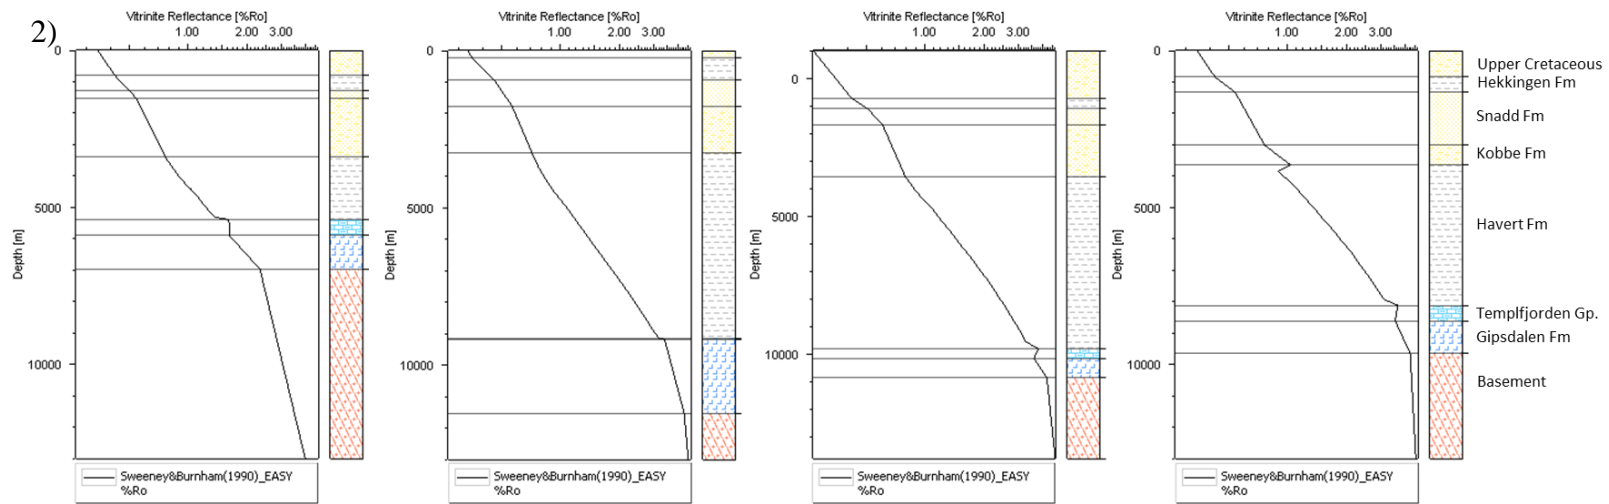 2)
Vitrinite Reflectance [%Ro]
1.00 2.00 3.00
0
5000
10000
Depth [m]
Sweeney&Burnham(1990)_EASY
%Ro
Vitrinite Reflectance [%Ro]
1.00 2.00 3.00
0
5000
10000
Depth [m]
Sweeney&Burnham(1990)_EASY
%Ro
Vitrinite Reflectance [%Ro]
1.00 2.00 3.00
0
5000
10000
Depth [m]
Sweeney&Burnham(1990)_EASY
%Ro
Vitrinite Reflectance [%Ro]
1.00 2.00 3.00
0
5000
10000
Depth [m]
Sweeney&Burnham(1990)_EASY
%Ro
Upper Cretaceous
Hekkingen Fm
Snadd Fm
Kobbe Fm
Havert Fm
Templfjorden Gp.
Gipsdalen Fm
Basement